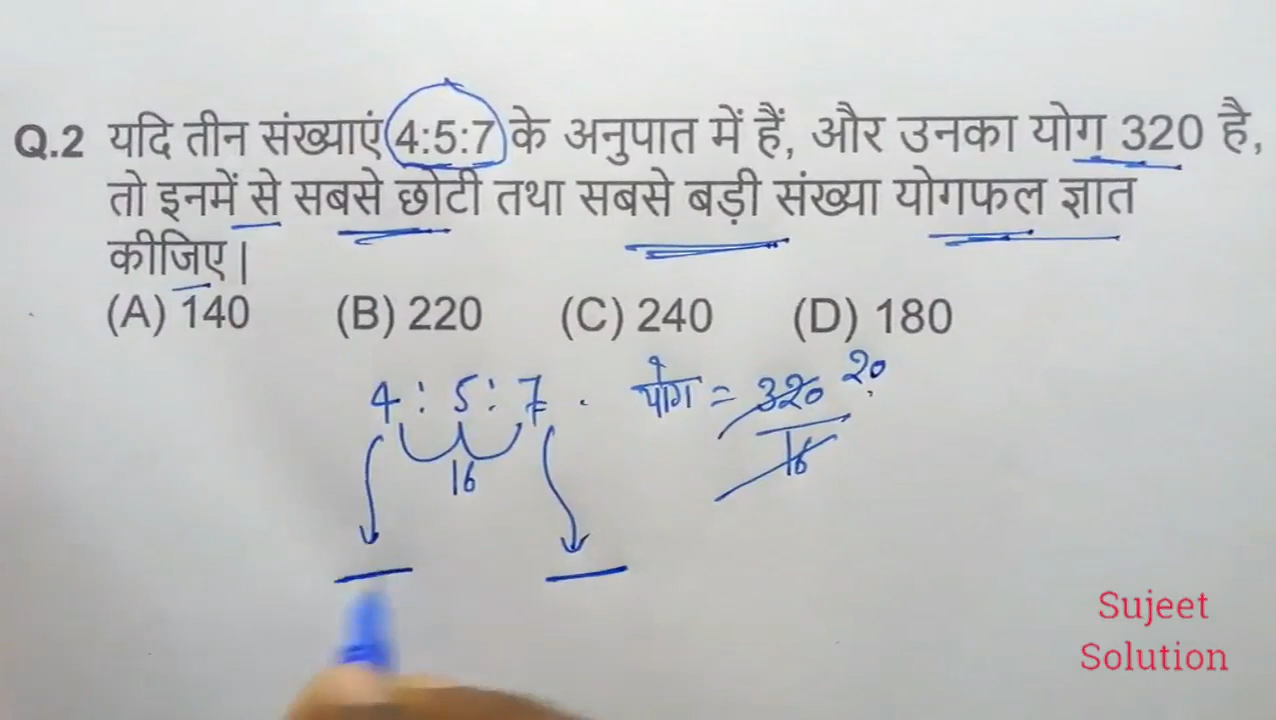 Q.2 यदि तीन संख्याएं 4:5:7 के अनुपात में हैं, और उनका योग 320 है,
तो इनमें से सबसे छोटी तथा सबसे बड़ी संख्या योगफल ज्ञात
कीजिए।
(A) 140 (B) 220 (C) 240 (D) 180
4 : 5 : 7 . योग = 320 20
16 16
Sujeet
Solution